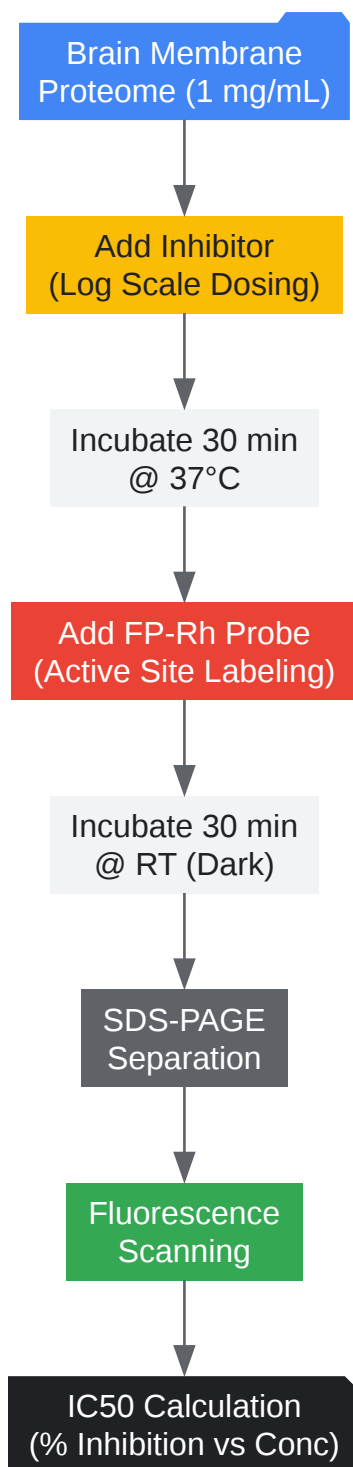 Brain Membrane
Proteome (1 mg/mL)
Add Inhibitor
(Log Scale Dosing)
Incubate 30 min
@ 37°C
Add FP-Rh Probe
(Active Site Labeling)
Incubate 30 min
@ RT (Dark)
SDS-PAGE
Separation
Fluorescence
Scanning
IC50 Calculation
(% Inhibition vs Conc)